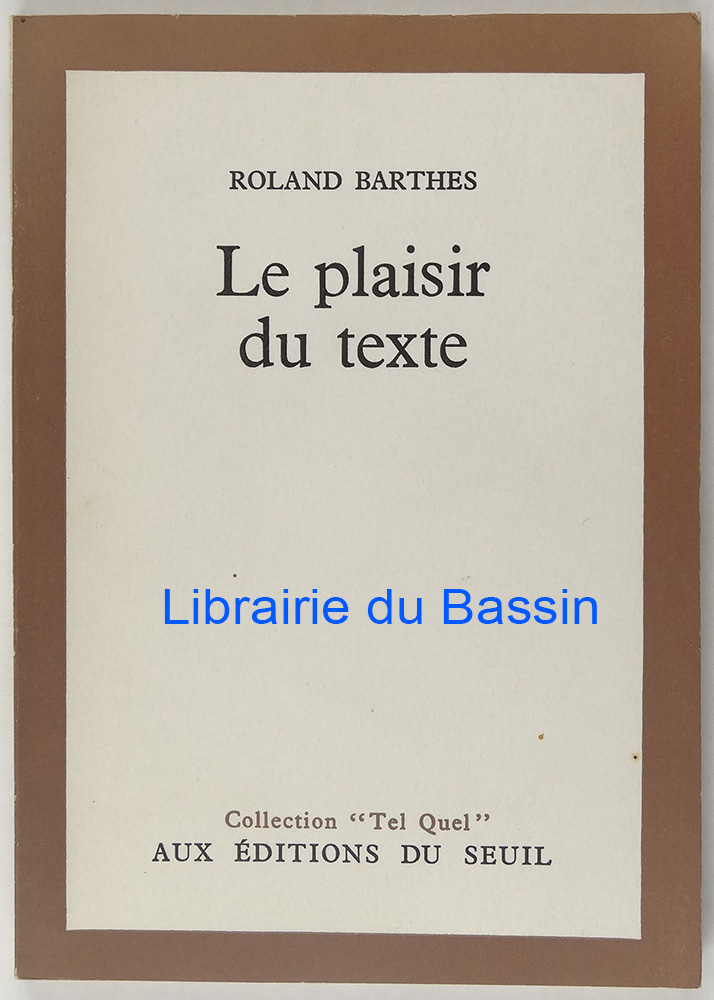 ROLAND BARTHES
Le plaisir
du texte
Librairie du Bassin
Collection “Tel Quel”
AUX ÉDITIONS DU SEUIL